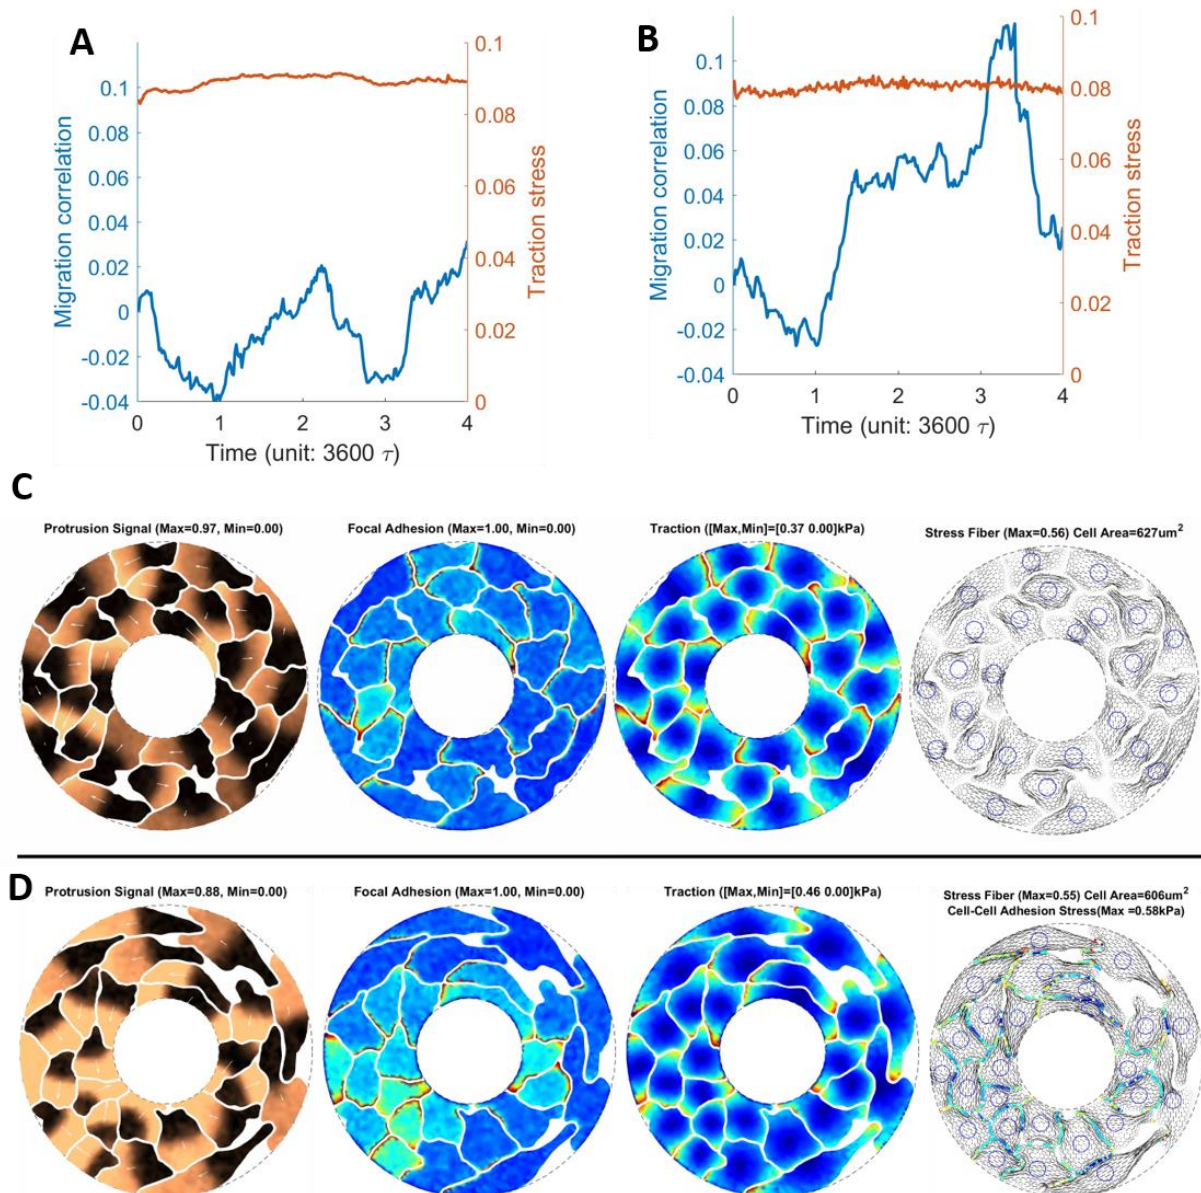 A
0.1
0.08
0.06
0.04
0.02
0
-0.02
-0.04
Migration correlation
0.1
0.08
0.06
0.04
0.02
0
Traction stress
0 1 2 3 4
Time (unit: 3600 τ)
B
0.1
0.08
0.06
0.04
0.02
0
-0.02
-0.04
Migration correlation
0.1
0.08
0.06
0.04
0.02
0
Traction stress
0 1 2 3 4
Time (unit: 3600 τ)
C
Protrusion Signal (Max=0.97, Min=0.00)
Focal Adhesion (Max=1.00, Min=0.00)
Traction ([Max,Min]=[0.37 0.00]kPa)
Stress Fiber (Max=0.56) Cell Area=627um²
D
Protrusion Signal (Max=0.88, Min=0.00)
Focal Adhesion (Max=1.00, Min=0.00)
Traction ([Max,Min]=[0.46 0.00]kPa)
Stress Fiber (Max=0.55) Cell Area=606um²
Cell-Cell Adhesion Stress(Max =0.58kPa)